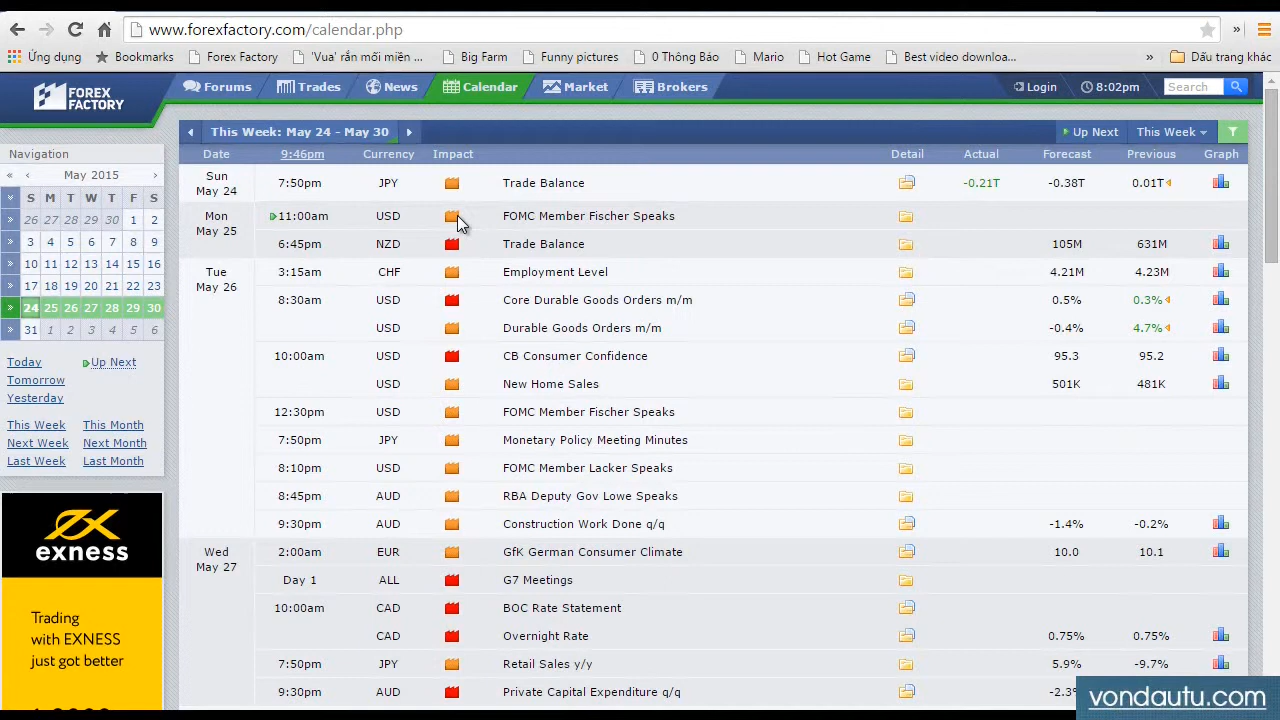 www.forexfactory.com/calendar.php
»
Ứng dụng Bookmarks Forex Factory 'Vua' rắn mối miên ... Big Farm Funny pictures 0 Thông Báo Mario Hot Game Best video downloa... » Dấu trang khác
FOREX FACTORY
Forums Trades News Calendar Market Brokers Login 8:02pm Search
This Week: May 24 - May 30 Up Next This Week
Navigation
Date 9:46pm Currency Impact Detail Actual Forecast Previous Graph
« ‹ May 2015 › »
S M T W T F S
» 26 27 28 29 30 1 2
» 3 4 5 6 7 8 9
» 10 11 12 13 14 15 16
» 17 18 19 20 21 22 23
» 24 25 26 27 28 29 30
» 31 1 2 3 4 5 6
Today Up Next
Tomorrow
Yesterday
This Week This Month
Next Week Next Month
Last Week Last Month
exness
Trading
with EXNESS
just got better
Sun May 24 7:50pm JPY Trade Balance -0.21T -0.38T 0.01T
Mon May 25 11:00am USD FOMC Member Fischer Speaks
6:45pm NZD Trade Balance 105M 631M
Tue May 26 3:15am CHF Employment Level 4.21M 4.23M
8:30am USD Core Durable Goods Orders m/m 0.5% 0.3%
USD Durable Goods Orders m/m -0.4% 4.7%
10:00am USD CB Consumer Confidence 95.3 95.2
USD New Home Sales 501K 481K
12:30pm USD FOMC Member Fischer Speaks
7:50pm JPY Monetary Policy Meeting Minutes
8:10pm USD FOMC Member Lacker Speaks
8:45pm AUD RBA Deputy Gov Lowe Speaks
9:30pm AUD Construction Work Done q/q -1.4% -0.2%
Wed May 27 2:00am EUR GfK German Consumer Climate 10.0 10.1
Day 1 ALL G7 Meetings
10:00am CAD BOC Rate Statement
CAD Overnight Rate 0.75% 0.75%
7:50pm JPY Retail Sales y/y 5.9% -9.7%
9:30pm AUD Private Capital Expenditure q/q
vondautu.com